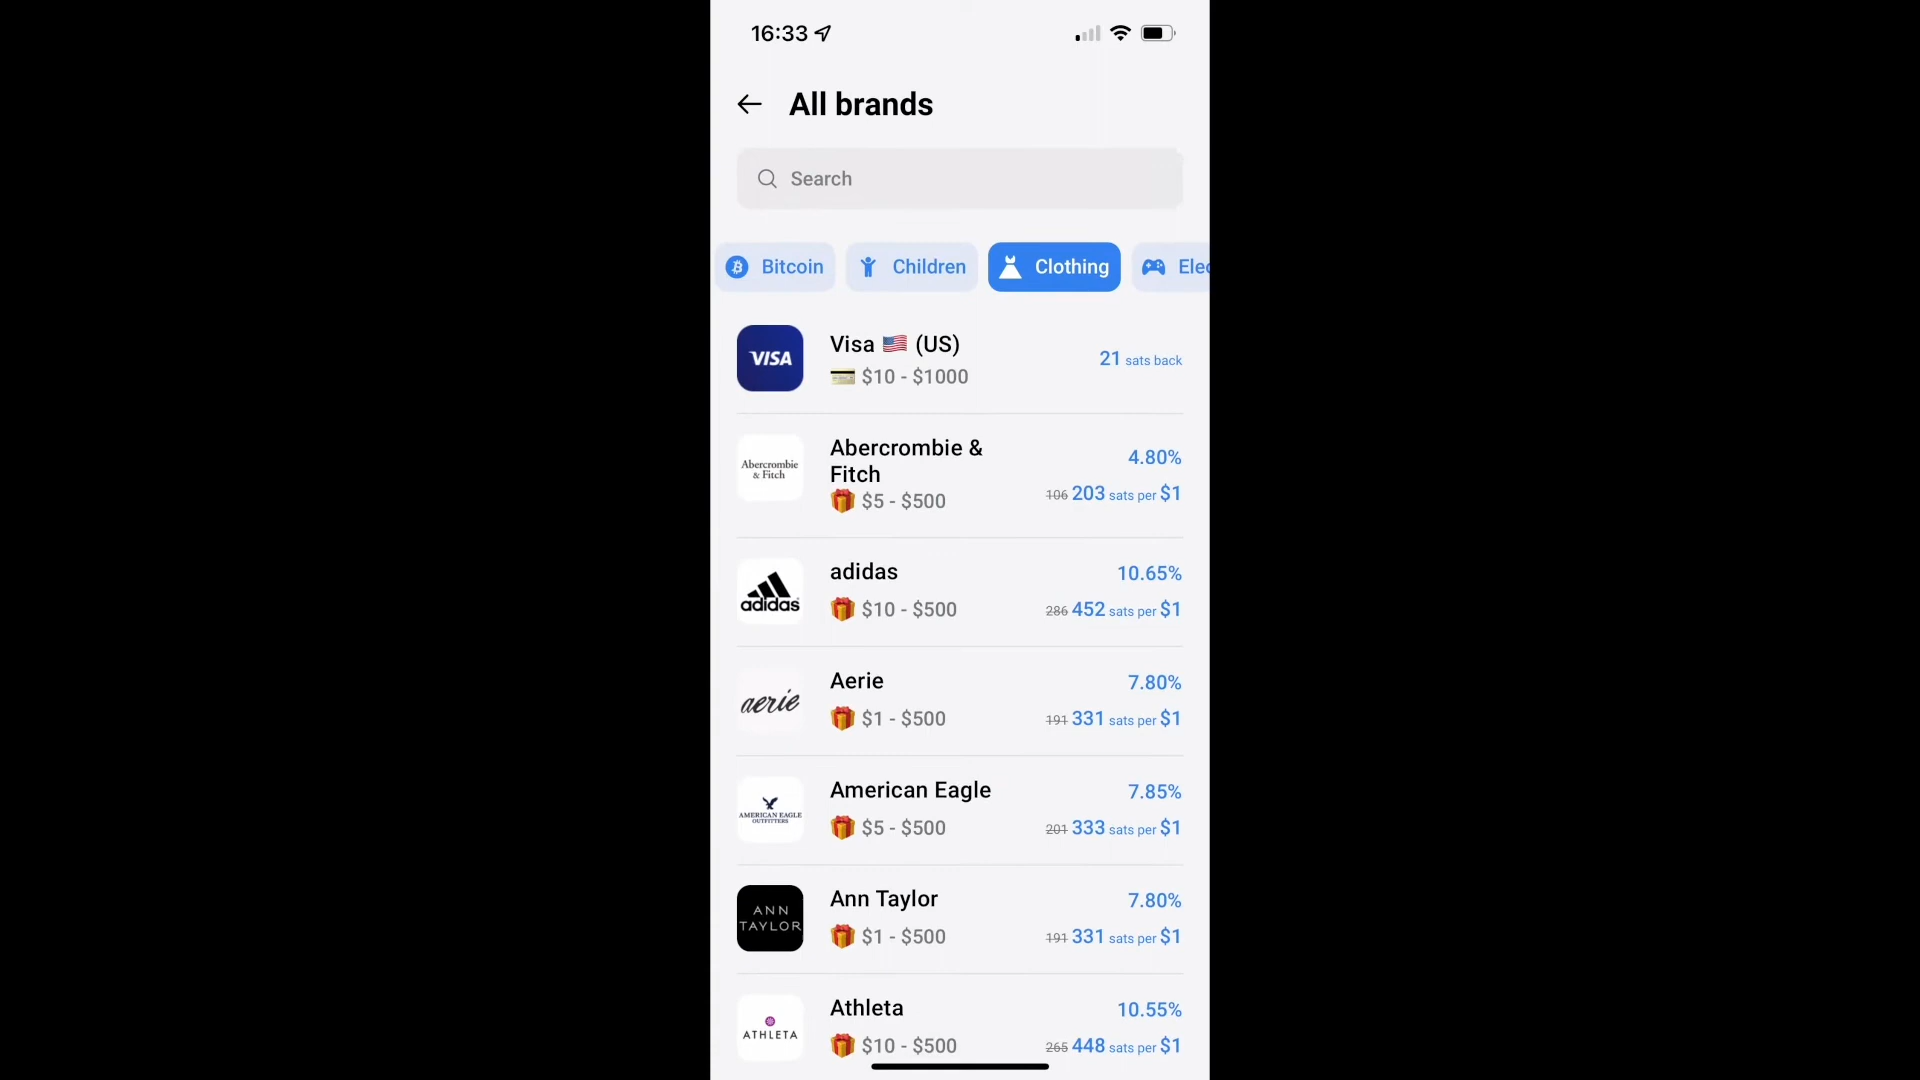 16:33
All brands
Search
Bitcoin
Children
Clothing
Elec
VISA
Visa 🇺🇸 (US)
$10 - $1000
21 sats back
Abercrombie
& Fitch
Abercrombie &
Fitch
$5 - $500
4.80%
106 203 sats per $1
adidas
adidas
$10 - $500
10.65%
286 452 sats per $1
aerie
Aerie
$1 - $500
7.80%
191 331 sats per $1
AMERICAN EAGLE
OUTFITTERS
American Eagle
$5 - $500
7.85%
201 333 sats per $1
ANN
TAYLOR
Ann Taylor
$1 - $500
7.80%
191 331 sats per $1
ATHLETA
Athleta
$10 - $500
10.55%
265 448 sats per $1